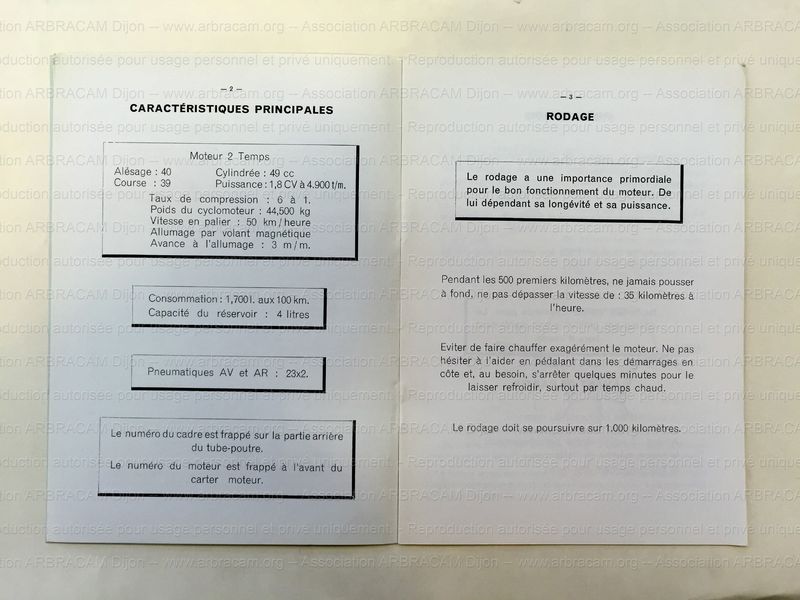 — 2 —
CARACTÉRISTIQUES PRINCIPALES
Moteur 2 Temps
Alésage : 40 Cylindrée : 49 cc
Course : 39 Puissance : 1,8 CV à 4.900 t/m.
Taux de compression : 6 à 1.
Poids du cyclomoteur : 44,500 kg
Vitesse en palier : 50 km/heure
Allumage par volant magnétique
Avance à l'allumage : 3 m/m.
Consommation : 1,700 l. aux 100 km.
Capacité du réservoir : 4 litres
Pneumatiques AV et AR : 23x2.
Le numéro du cadre est frappé sur la partie arrière
du tube-poutre.
Le numéro du moteur est frappé à l'avant du
carter moteur.
— 3 —
RODAGE
Le rodage a une importance primordiale
pour le bon fonctionnement du moteur. De
lui dépendant sa longévité et sa puissance.
Pendant les 500 premiers kilomètres, ne jamais pousser
à fond, ne pas dépasser la vitesse de : 35 kilomètres à
l'heure.
Eviter de faire chauffer exagérément le moteur. Ne pas
hésiter à l'aider en pédalant dans les démarrages en
côte et, au besoin, s'arrêter quelques minutes pour le
laisser refroidir, surtout par temps chaud.
Le rodage doit se poursuivre sur 1.000 kilomètres.
Association ARBRACAM Dijon -- www.arbracam.org -- Association ARBRACAM Dijon
Reproduction autorisée pour usage personnel et privé uniquement.